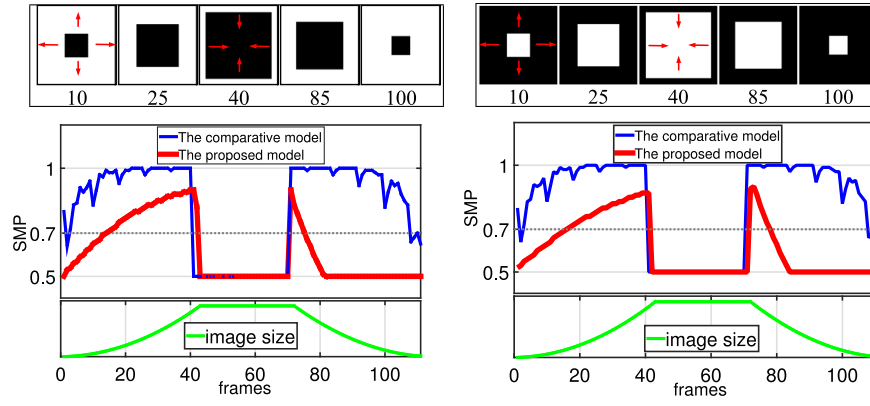 10 25 40 85 100
The comparative model
The proposed model
SMP
1
0.7
0.5
image size
0 20 40 60 80 100
frames
10 25 40 85 100
The comparative model
The proposed model
SMP
1
0.7
0.5
image size
0 20 40 60 80 100
frames